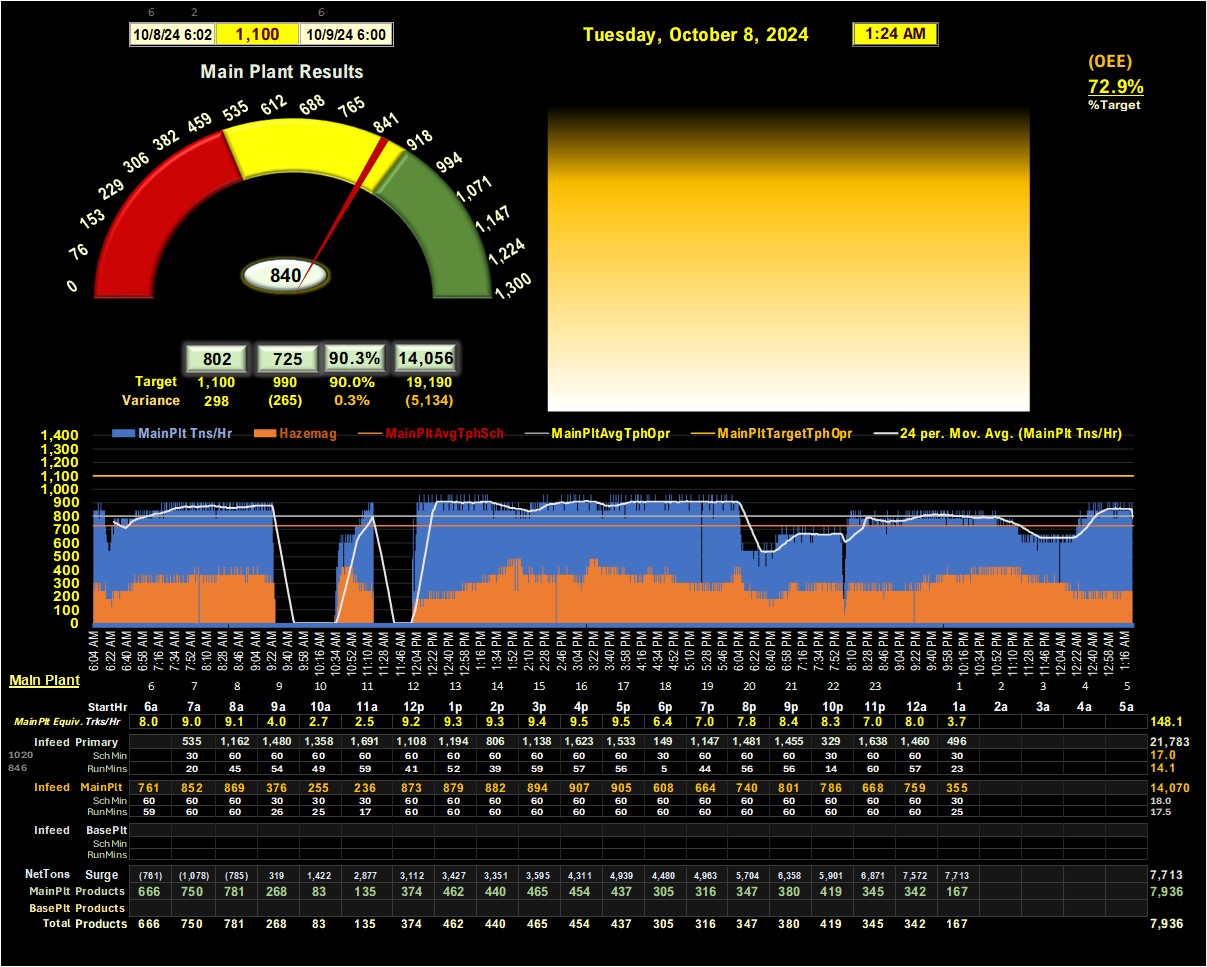 6 2 6
10/8/24 6:02 1,100 10/9/24 6:00
Tuesday, October 8, 2024 1:24 AM
(OEE)
72.9%
%Target
Main Plant Results
0 76 153 229 306 382 459 535 612 688 765 841 918 994 1,071 1,147 1,224 1,300
840
802 725 90.3% 14,056
Target 1,100 990 90.0% 19,190
Variance 298 (265) 0.3% (5,134)
MainPlt Tns/Hr Hazemag MainPltAvgTphSch MainPltAvgTphOpr MainPltTargetTphOpr 24 per. Mov. Avg. (MainPlt Tns/Hr)
1,400
1,300
1,200
1,100
1,000
900
800
700
600
500
400
300
200
100
0
6:04 AM 6:22 AM 6:40 AM 6:58 AM 7:16 AM 7:34 AM 7:52 AM 8:10 AM 8:28 AM 8:46 AM 9:04 AM 9:22 AM 9:40 AM 9:58 AM 10:16 AM 10:34 AM 10:52 AM 11:10 AM 11:28 AM 11:46 AM 12:04 PM 12:22 PM 12:40 PM 12:58 PM 1:16 PM 1:34 PM 1:52 PM 2:10 PM 2:28 PM 2:46 PM 3:04 PM 3:22 PM 3:40 PM 3:58 PM 4:16 PM 4:34 PM 4:52 PM 5:10 PM 5:28 PM 5:46 PM 6:04 PM 6:22 PM 6:40 PM 6:58 PM 7:16 PM 7:34 PM 7:52 PM 8:10 PM 8:28 PM 8:46 PM 9:04 PM 9:22 PM 9:40 PM 9:58 PM 10:16 PM 10:34 PM 10:52 PM 11:10 PM 11:28 PM 11:46 PM 12:04 AM 12:22 AM 12:40 AM 12:58 AM 1:16 AM
Main Plant
6 7 8 9 10 11 12 13 14 15 16 17 18 19 20 21 22 23 1 2 3 4 5
StartHr 6a 7a 8a 9a 10a 11a 12p 1p 2p 3p 4p 5p 6p 7p 8p 9p 10p 11p 12a 1a 2a 3a 4a 5a
MainPlt Equiv. Trks/Hr 8.0 9.0 9.1 4.0 2.7 2.5 9.2 9.3 9.3 9.4 9.5 9.5 6.4 7.0 7.8 8.4 8.3 7.0 8.0 3.7 148.1
Infeed Primary 535 1,162 1,480 1,358 1,691 1,108 1,194 806 1,138 1,623 1,533 149 1,147 1,481 1,455 329 1,638 1,460 496 21,783
1020 Sch Min 30 60 60 60 60 60 60 60 60 60 60 30 60 60 60 30 60 60 30 17.0
846 RunMins 20 45 54 49 59 41 52 39 59 57 56 5 44 56 56 14 60 57 23 14.1
Infeed MainPlt 761 852 869 376 255 236 873 879 882 894 907 905 608 664 740 801 786 668 759 355 14,070
Sch Min 60 60 60 30 30 30 60 60 60 60 60 60 60 60 60 60 60 60 60 30 18.0
RunMins 59 60 60 26 25 17 60 60 60 60 60 60 60 60 60 60 60 60 60 25 17.5
Infeed BasePlt
Sch Min
RunMins
NetTons Surge (761) (1,078) (785) 319 1,422 2,877 3,112 3,427 3,351 3,595 4,311 4,939 4,480 4,963 5,704 6,358 5,901 6,871 7,572 7,713 7,713
MainPlt Products 666 750 781 268 83 135 374 462 440 465 454 437 305 316 347 380 419 345 342 167 7,936
BasePlt Products
Total Products 666 750 781 268 83 135 374 462 440 465 454 437 305 316 347 380 419 345 342 167 7,936